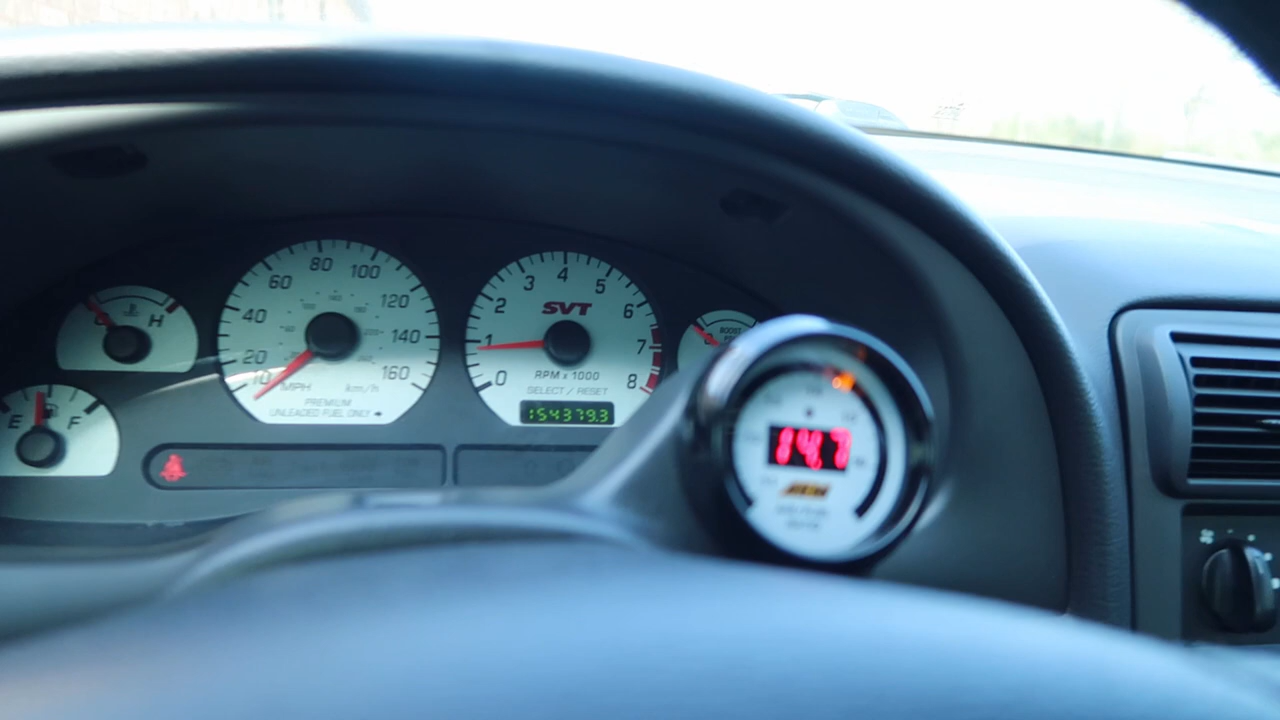 80
60
100
40
120
20
140
10
160
MPH
km/h
PREMIUM
UNLEADED FUEL ONLY
4
3
5
2
6
SVT
1
7
0
8
RPM x 1000
SELECT / RESET
154379.3
H
E
F
BOOST
14.7
AEM